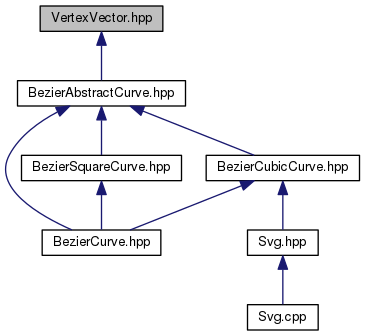 VertexVector.hpp
BezierAbstractCurve.hpp
BezierSquareCurve.hpp
BezierCubicCurve.hpp
BezierCurve.hpp
Svg.hpp
Svg.cpp